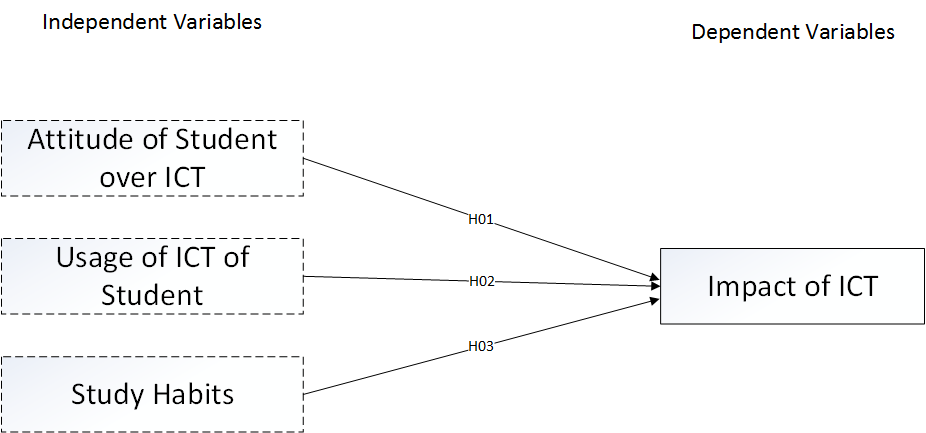 Independent Variables
Dependent Variables
Attitude of Student
over ICT
H01
Usage of ICT of
Student
H02
Impact of ICT
H03
Study Habits